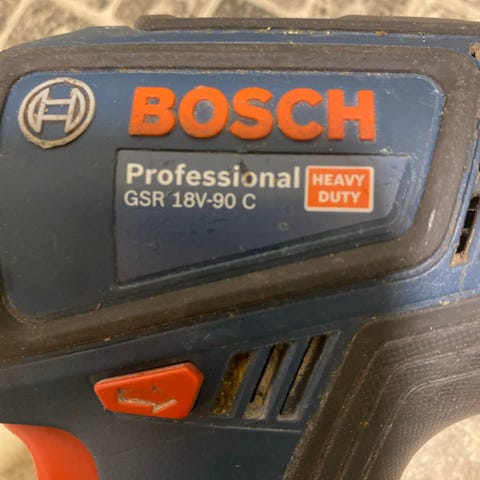 BOSCH
Professional
GSR 18V-90 C
HEAVY
DUTY